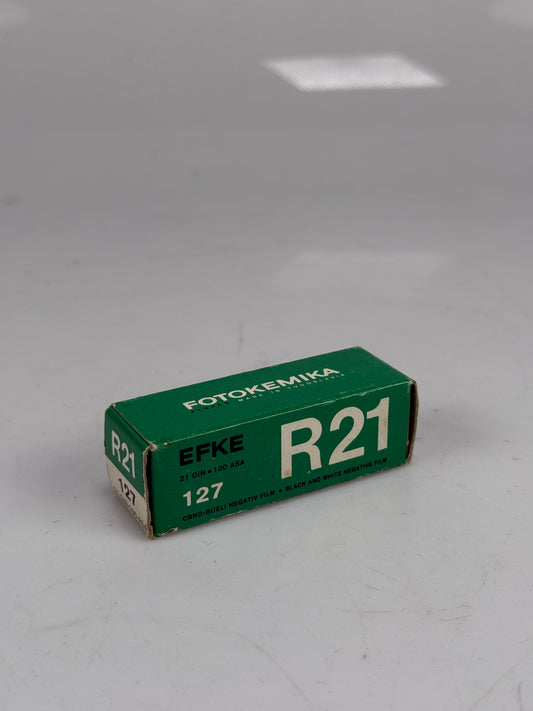 FOTOKEMIKA
MADE IN YUGOSLAVIA
EFKE
R21
21 DIN • 100 ASA
127
CRNO-BIJELI NEGATIV FILM • BLACK AND WHITE NEGATIVE FILM
R21
127